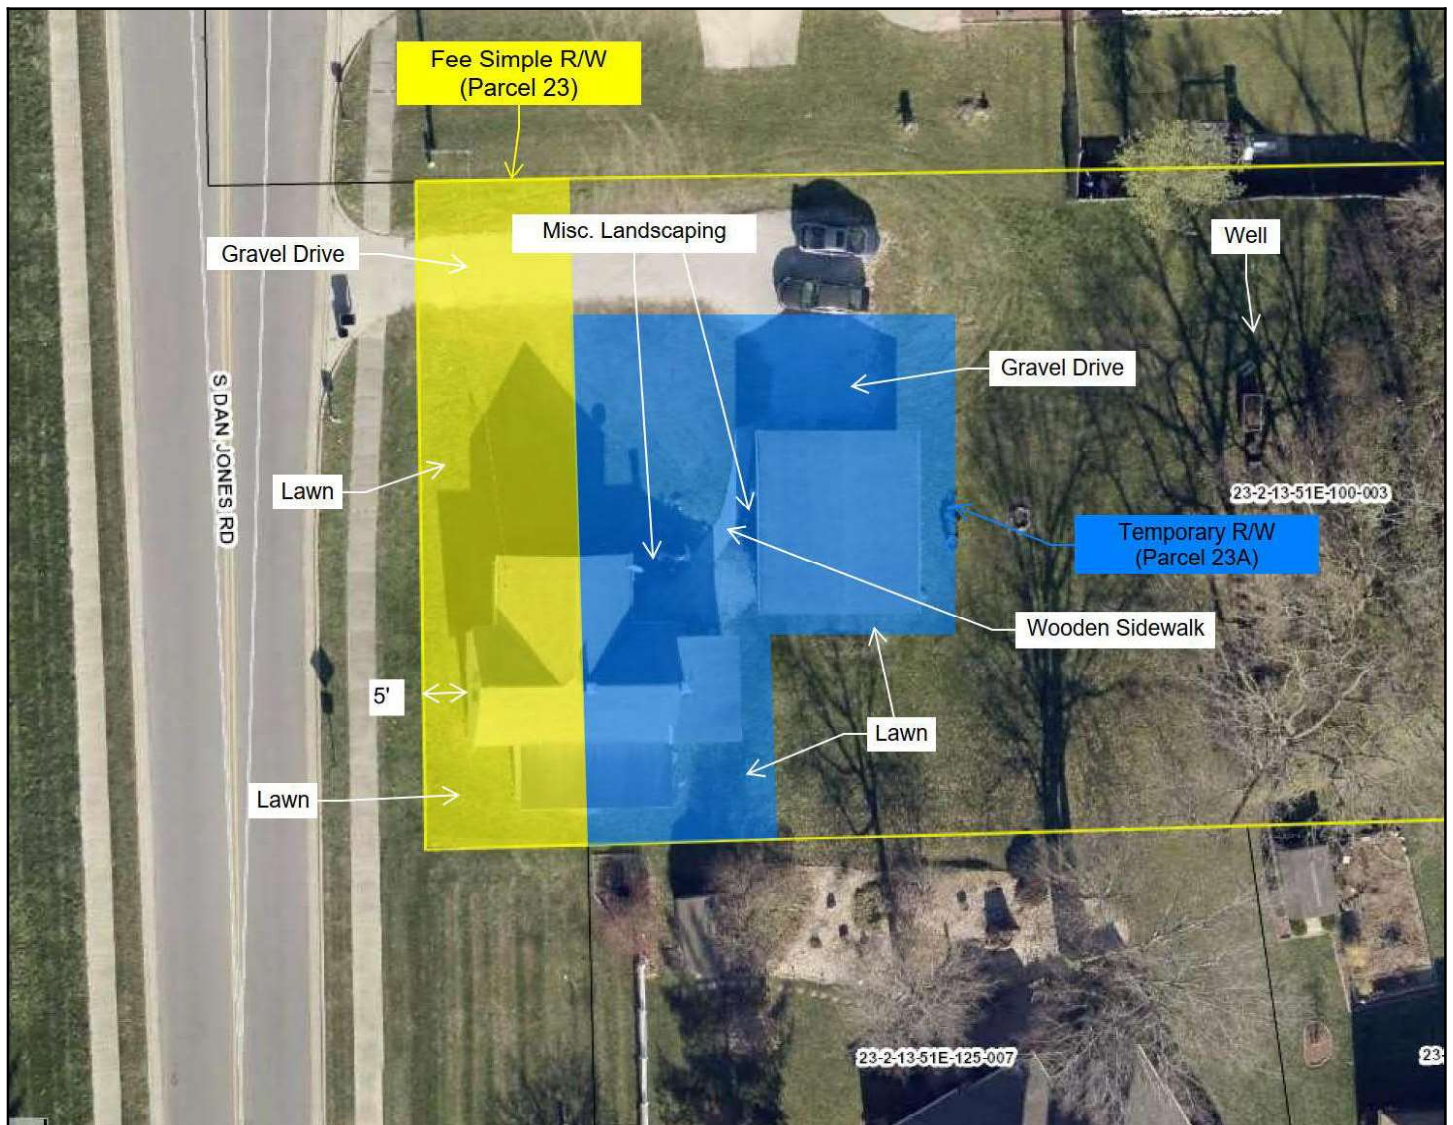 Fee Simple R/W
(Parcel 23)
Misc. Landscaping
Gravel Drive
Well
Gravel Drive
S DAN JONES RD
Lawn
23-2-13-51E-100-003
Temporary R/W
(Parcel 23A)
Wooden Sidewalk
5'
Lawn
Lawn
23-2-13-51E-125-007
23-